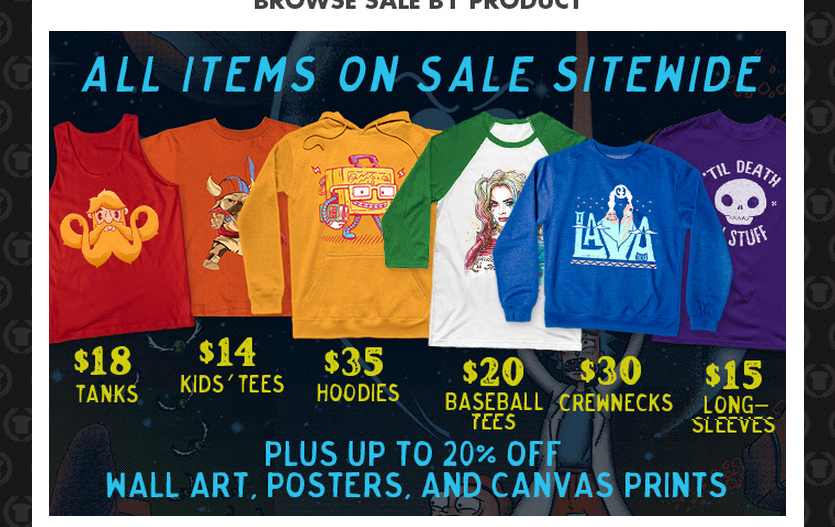 BROWSE SALE BY PRODUCT
ALL ITEMS ON SALE SITEWIDE
'TIL DEATH
STUFF
LAVA
$18
TANKS
$14
KIDS' TEES
$35
HOODIES
$20
BASEBALL
TEES
$30
CREWNECKS
$15
LONG-
SLEEVES
PLUS UP TO 20% OFF
WALL ART, POSTERS, AND CANVAS PRINTS